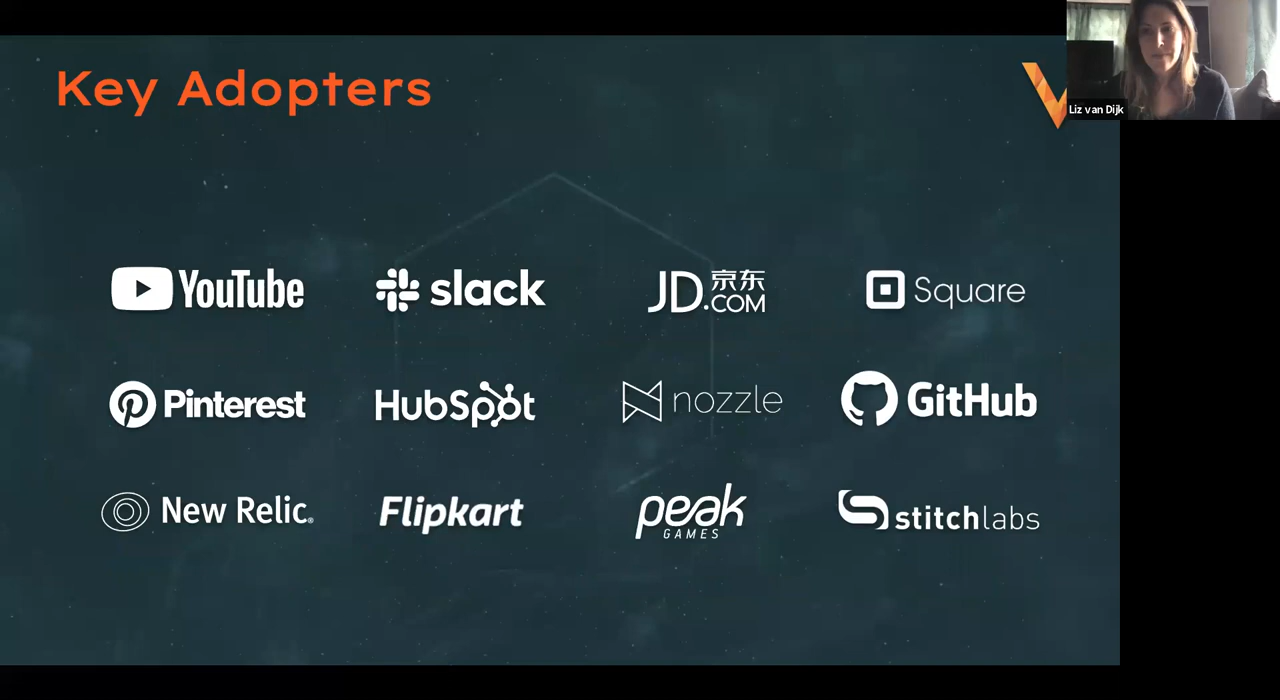 Key Adopters
Liz van Dijk
YouTube
slack
JD.京东
.COM
Square
Pinterest
HubSpot
nozzle
GitHub
New Relic®
Flipkart
peak
GAMES
stitchlabs